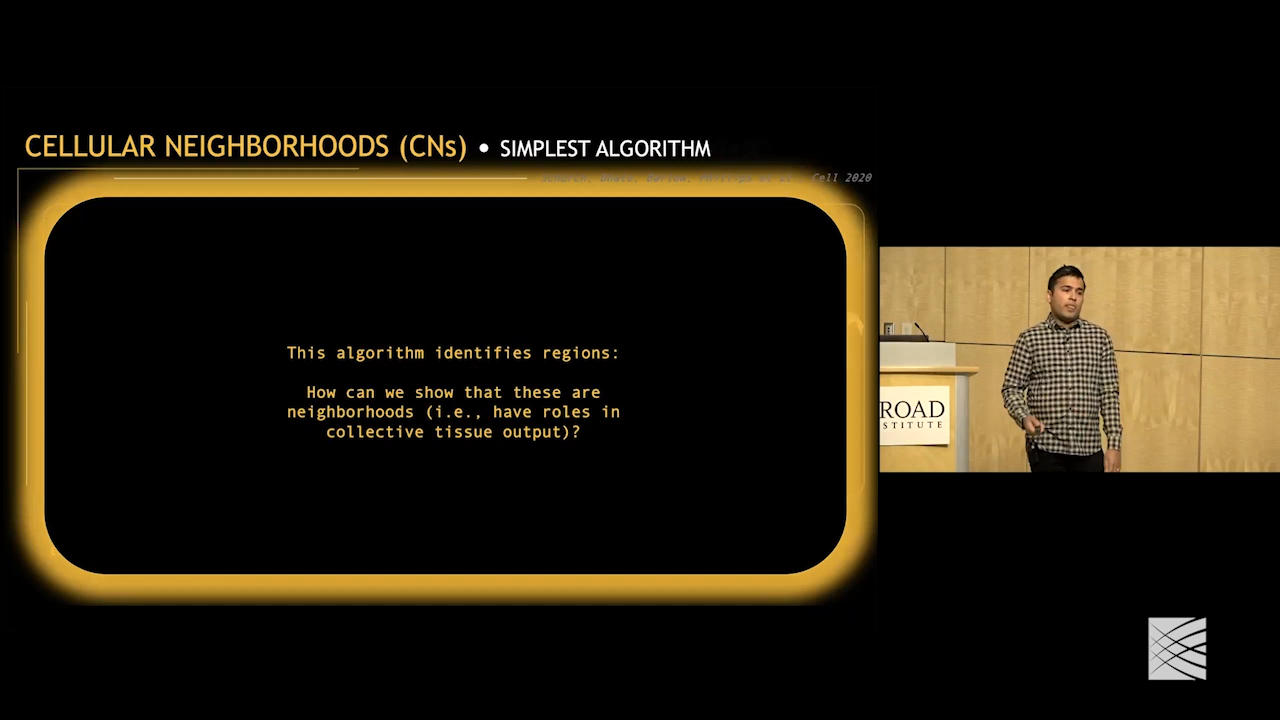 CELLULAR NEIGHBORHOODS (CNs) • SIMPLEST ALGORITHM
Cell 2020
This algorithm identifies regions:
How can we show that these are
neighborhoods (i.e., have roles in
collective tissue output)?
ROAD
STITUTE